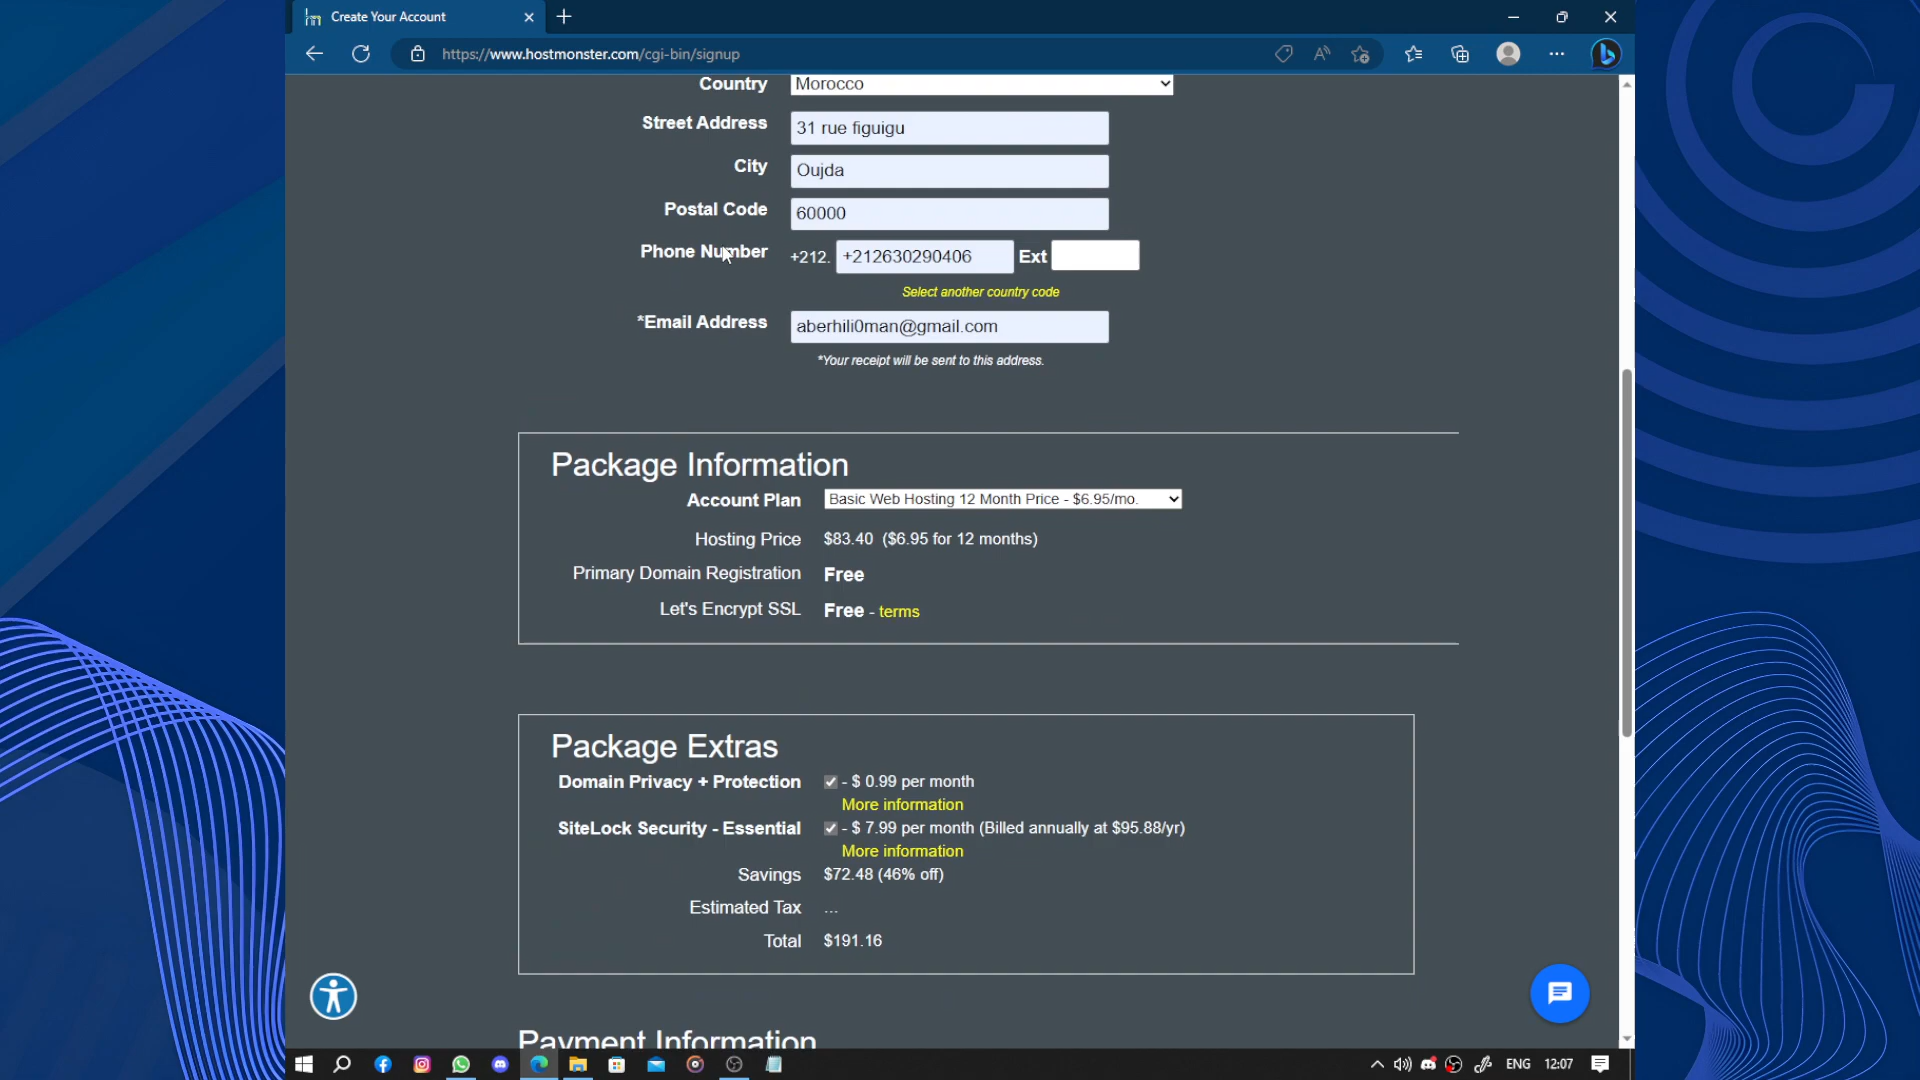 Create Your Account
https://www.hostmonster.com/cgi-bin/signup
Country Morocco
Street Address 31 rue figuigu
City Oujda
Postal Code 60000
Phone Number +212. +212630290406 Ext
Select another country code
*Email Address aberhili0man@gmail.com
*Your receipt will be sent to this address.
Package Information
Account Plan Basic Web Hosting 12 Month Price - $6.95/mo.
Hosting Price $83.40 ($6.95 for 12 months)
Primary Domain Registration Free
Let's Encrypt SSL Free - terms
Package Extras
Domain Privacy + Protection - $ 0.99 per month
More information
SiteLock Security - Essential - $ 7.99 per month (Billed annually at $95.88/yr)
More information
Savings $72.48 (46% off)
Estimated Tax ...
Total $191.16
Payment Information
ENG 12:07